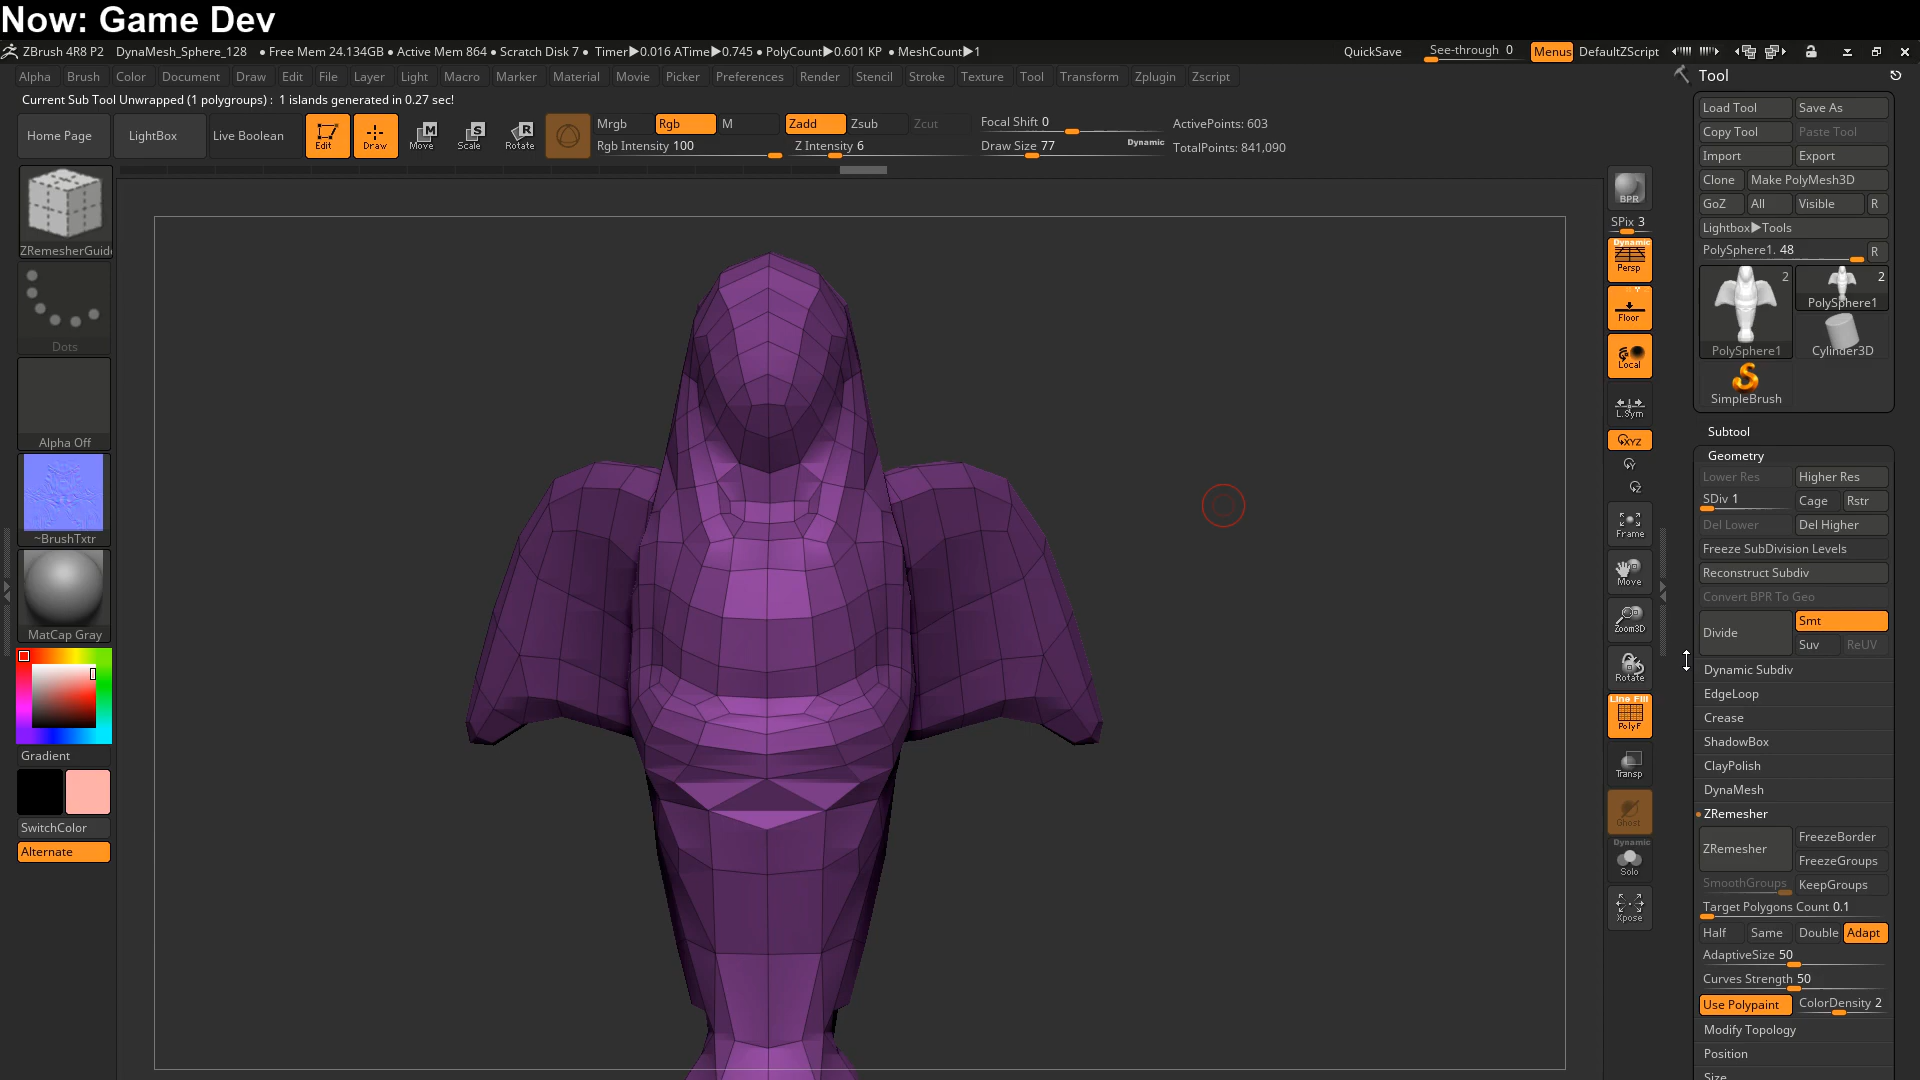 Now: Game Dev
ZBrush 4R8 P2 DynaMesh_Sphere_128 ● Free Mem 24.134GB ● Active Mem 864 ● Scratch Disk 7 ● Timer▶0.016 ATime▶0.745 ● PolyCount▶0.601 KP ● MeshCount▶1 QuickSave See-through 0 Menus DefaultZScript
Alpha Brush Color Document Draw Edit File Layer Light Macro Marker Material Movie Picker Preferences Render Stencil Stroke Texture Tool Transform Zplugin Zscript
Current Sub Tool Unwrapped (1 polygroups) : 1 islands generated in 0.27 sec!
Home Page LightBox Live Boolean Edit Draw Move Scale Rotate
M S R
Mrgb Rgb M Zadd Zsub Zcut
Rgb Intensity 100 Z Intensity 6
Focal Shift 0
Draw Size 77 Dynamic
ActivePoints: 603
TotalPoints: 841,090
ZRemesherGuid
Dots
Alpha Off
~BrushTxtr
MatCap Gray
Gradient
SwitchColor
Alternate
BPR
SPix 3
Dynamic
Persp
Floor
Local
L.Sym
XYZ
Y
Z
Frame
Move
Zoom3D
Rotate
Line Fill
PolyF
Transp
Ghost
Dynamic
Solo
Xpose
Tool
Load Tool Save As
Copy Tool Paste Tool
Import Export
Clone Make PolyMesh3D
GoZ All Visible R
Lightbox▶Tools
PolySphere1. 48 R
2 2
PolySphere1
PolySphere1 Cylinder3D
SimpleBrush
Subtool
Geometry
Lower Res Higher Res
SDiv 1 Cage Rstr
Del Lower Del Higher
Freeze SubDivision Levels
Reconstruct Subdiv
Convert BPR To Geo
Divide Smt
Suv ReUV
Dynamic Subdiv
EdgeLoop
Crease
ShadowBox
ClayPolish
DynaMesh
ZRemesher
ZRemesher FreezeBorder
FreezeGroups
SmoothGroups KeepGroups
Target Polygons Count 0.1
Half Same Double Adapt
AdaptiveSize 50
Curves Strength 50
Use Polypaint ColorDensity 2
Modify Topology
Position
Size